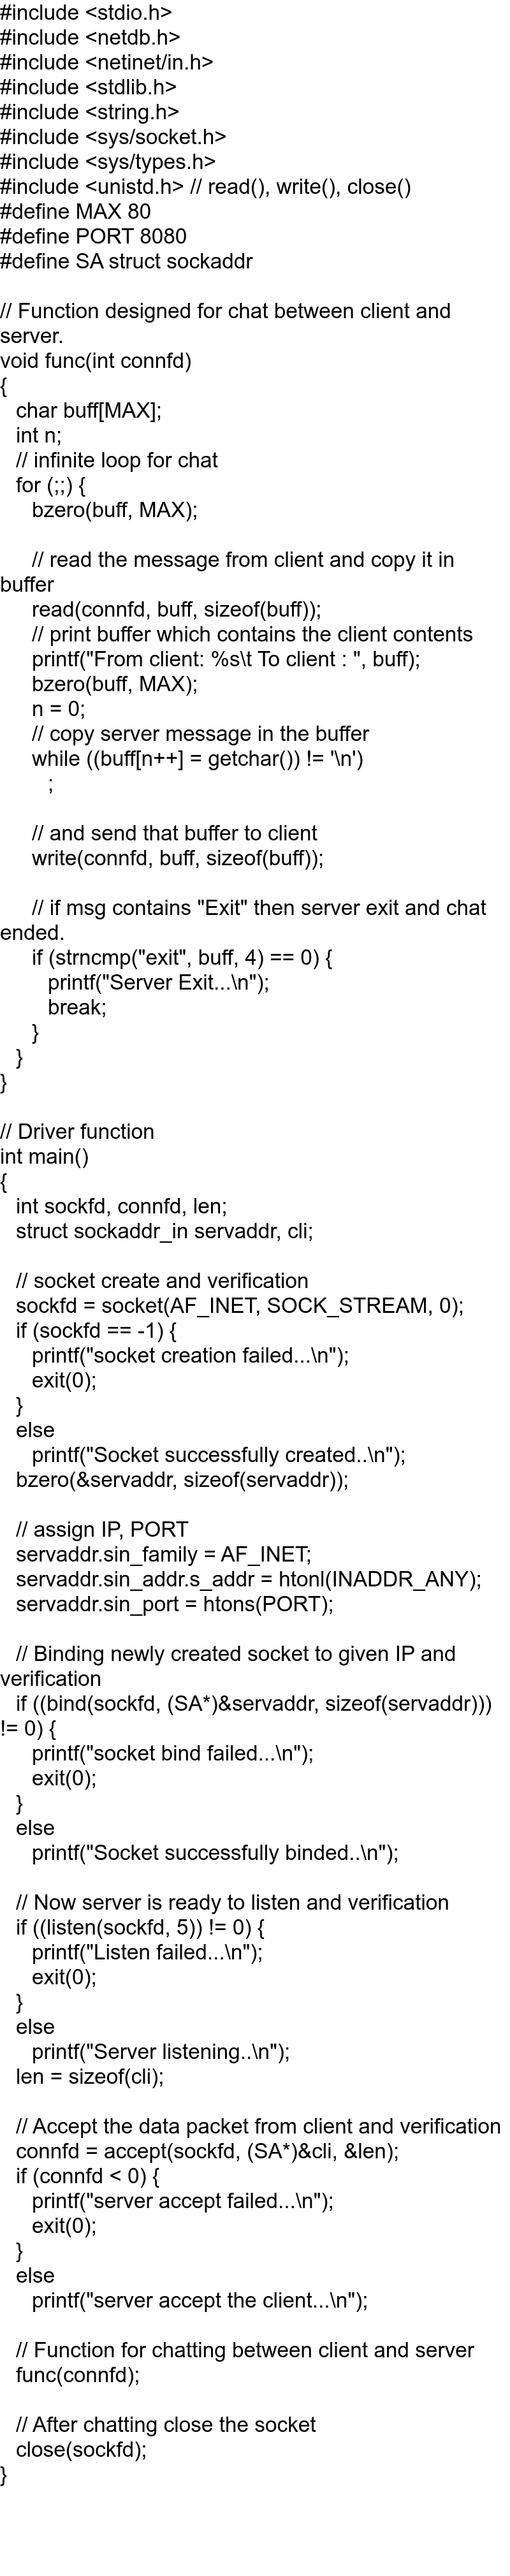 #include <stdio.h>
#include <netdb.h>
#include <netinet/in.h>
#include <stdlib.h>
#include <string.h>
#include <sys/socket.h>
#include <sys/types.h>
#include <unistd.h> // read(), write(), close()
#define MAX 80
#define PORT 8080
#define SA struct sockaddr

// Function designed for chat between client and
server.
void func(int connfd)
{
   char buff[MAX];
   int n;
   // infinite loop for chat
   for (;;) {
      bzero(buff, MAX);

      // read the message from client and copy it in
buffer
      read(connfd, buff, sizeof(buff));
      // print buffer which contains the client contents
      printf("From client: %s\t To client : ", buff);
      bzero(buff, MAX);
      n = 0;
      // copy server message in the buffer
      while ((buff[n++] = getchar()) != '\n')
         ;

      // and send that buffer to client
      write(connfd, buff, sizeof(buff));

      // if msg contains "Exit" then server exit and chat
ended.
      if (strncmp("exit", buff, 4) == 0) {
         printf("Server Exit...\n");
         break;
      }
   }
}

// Driver function
int main()
{
   int sockfd, connfd, len;
   struct sockaddr_in servaddr, cli;

   // socket create and verification
   sockfd = socket(AF_INET, SOCK_STREAM, 0);
   if (sockfd == -1) {
      printf("socket creation failed...\n");
      exit(0);
   }
   else
      printf("Socket successfully created..\n");
   bzero(&servaddr, sizeof(servaddr));

   // assign IP, PORT
   servaddr.sin_family = AF_INET;
   servaddr.sin_addr.s_addr = htonl(INADDR_ANY);
   servaddr.sin_port = htons(PORT);

   // Binding newly created socket to given IP and
verification
   if ((bind(sockfd, (SA*)&servaddr, sizeof(servaddr)))
!= 0) {
      printf("socket bind failed...\n");
      exit(0);
   }
   else
      printf("Socket successfully binded..\n");

   // Now server is ready to listen and verification
   if ((listen(sockfd, 5)) != 0) {
      printf("Listen failed...\n");
      exit(0);
   }
   else
      printf("Server listening..\n");
   len = sizeof(cli);

   // Accept the data packet from client and verification
   connfd = accept(sockfd, (SA*)&cli, &len);
   if (connfd < 0) {
      printf("server accept failed...\n");
      exit(0);
   }
   else
      printf("server accept the client...\n");

   // Function for chatting between client and server
   func(connfd);

   // After chatting close the socket
   close(sockfd);
}